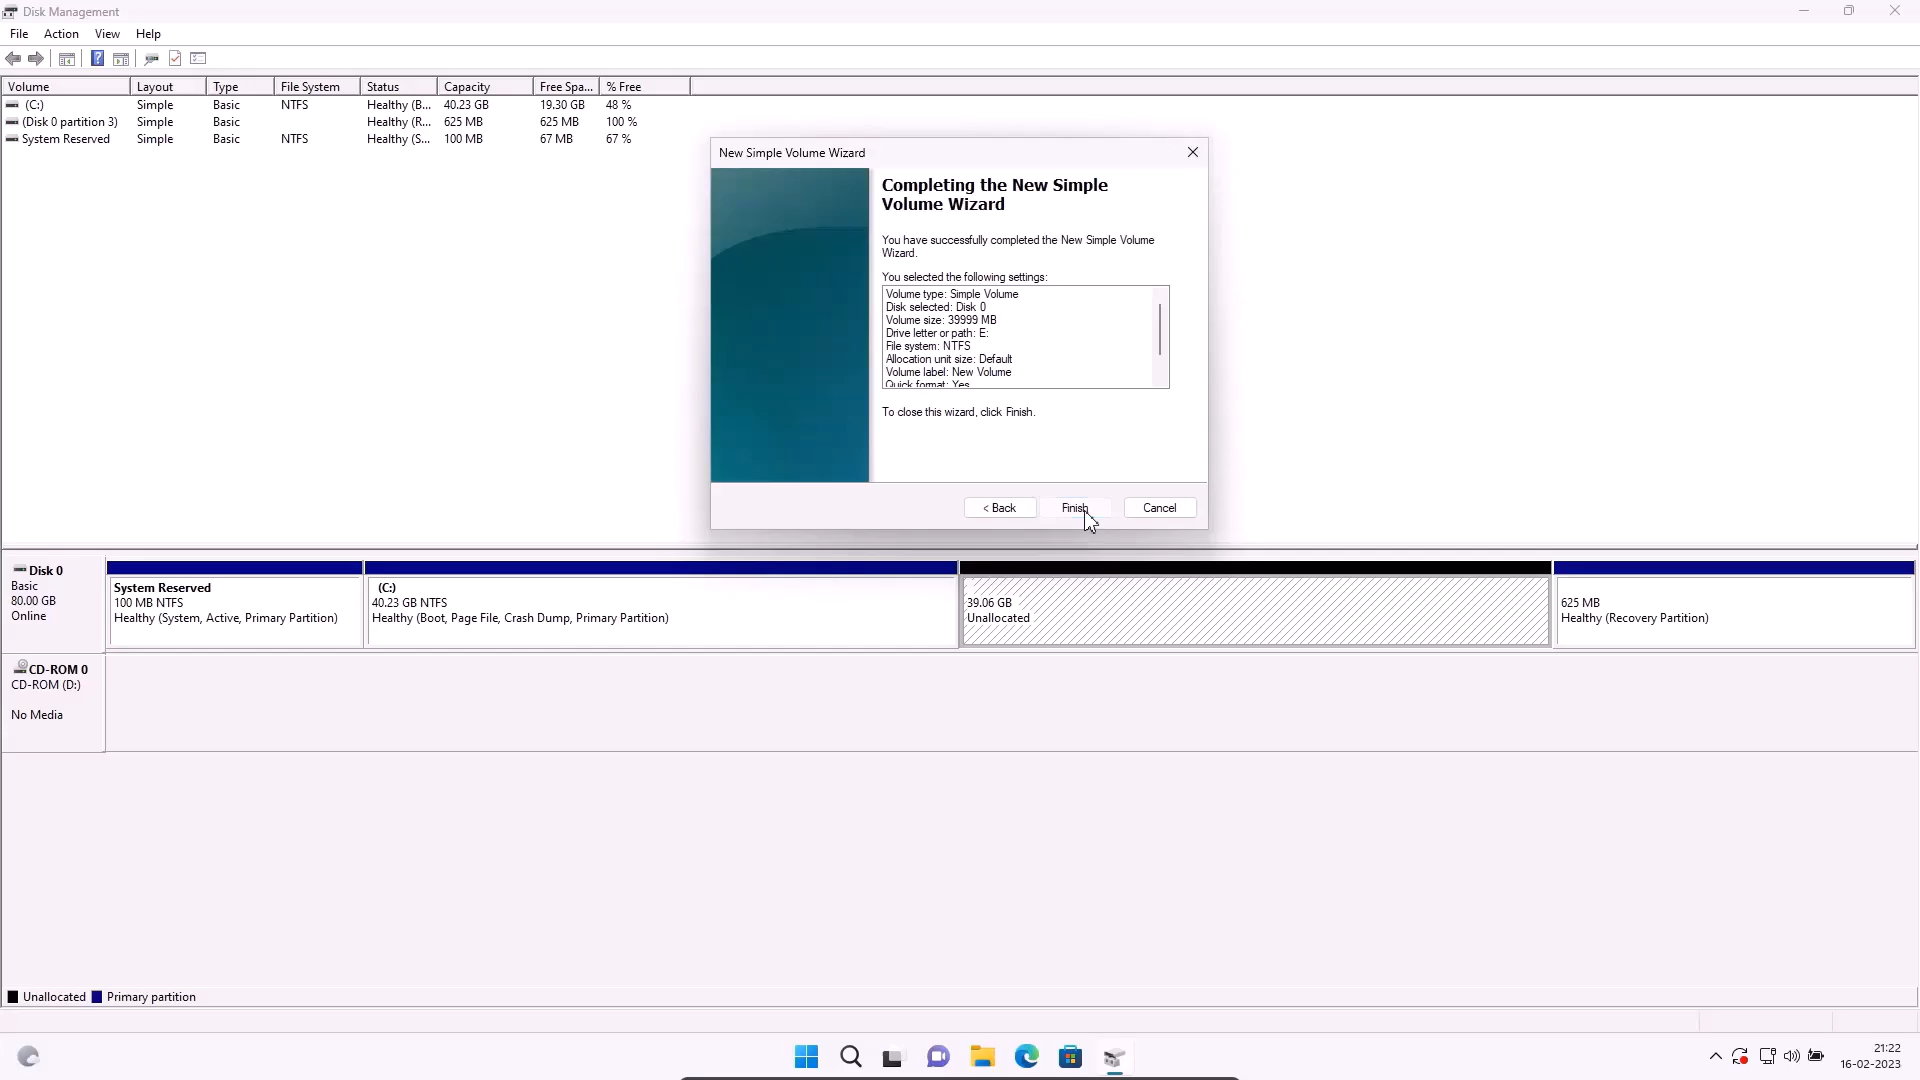 Disk Management
File Action View Help
Volume Layout Type File System Status Capacity Free Spa... % Free
(C:) Simple Basic NTFS Healthy (B... 40.23 GB 19.30 GB 48 %
(Disk 0 partition 3) Simple Basic Healthy (R... 625 MB 625 MB 100 %
System Reserved Simple Basic NTFS Healthy (S... 100 MB 67 MB 67 %
New Simple Volume Wizard
Completing the New Simple
Volume Wizard
You have successfully completed the New Simple Volume
Wizard.
You selected the following settings:
Volume type: Simple Volume
Disk selected: Disk 0
Volume size: 39999 MB
Drive letter or path: E:
File system: NTFS
Allocation unit size: Default
Volume label: New Volume
Quick format: Yes
To close this wizard, click Finish.
< Back Finish Cancel
Disk 0
Basic
80.00 GB
Online
System Reserved
100 MB NTFS
Healthy (System, Active, Primary Partition)
(C:)
40.23 GB NTFS
Healthy (Boot, Page File, Crash Dump, Primary Partition)
39.06 GB
Unallocated
625 MB
Healthy (Recovery Partition)
CD-ROM 0
CD-ROM (D:)
No Media
Unallocated Primary partition
21:22
16-02-2023